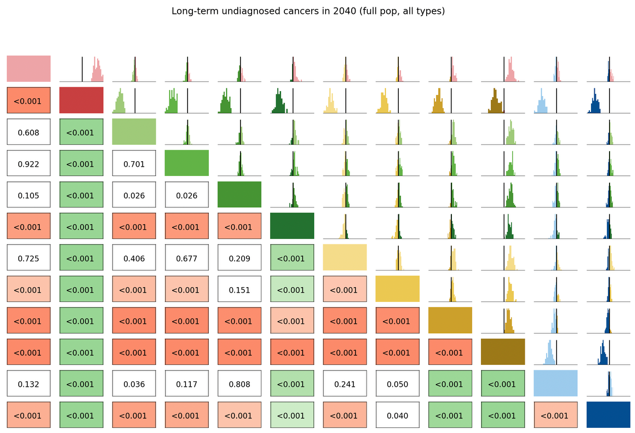 Long-term undiagnosed cancers in 2040 (full pop, all types)
<0.001
0.608 <0.001
0.922 <0.001 0.701
0.105 <0.001 0.026 0.026
<0.001 <0.001 <0.001 <0.001 <0.001
0.725 <0.001 0.406 0.677 0.209 <0.001
<0.001 <0.001 <0.001 <0.001 0.151 <0.001 <0.001
<0.001 <0.001 <0.001 <0.001 <0.001 <0.001 <0.001 <0.001
<0.001 <0.001 <0.001 <0.001 <0.001 <0.001 <0.001 <0.001 <0.001
0.132 <0.001 0.036 0.117 0.808 <0.001 0.241 0.050 <0.001 <0.001
<0.001 <0.001 <0.001 <0.001 <0.001 <0.001 <0.001 0.040 <0.001 <0.001 <0.001